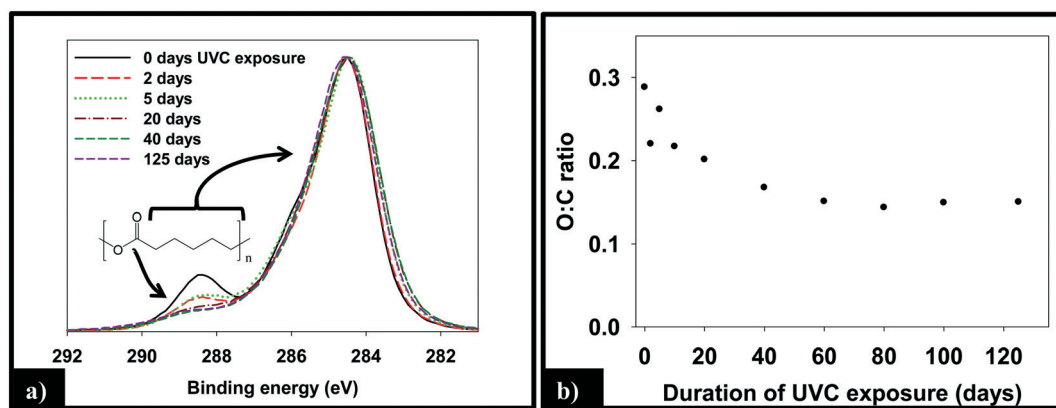 0 days UVC exposure
2 days
5 days
20 days
40 days
125 days
O
O
n
292 290 288 286 284 282
Binding energy (eV)
a)
O:C ratio
0.3
0.2
0.1
0.0
0 20 40 60 80 100 120
Duration of UVC exposure (days)
b)